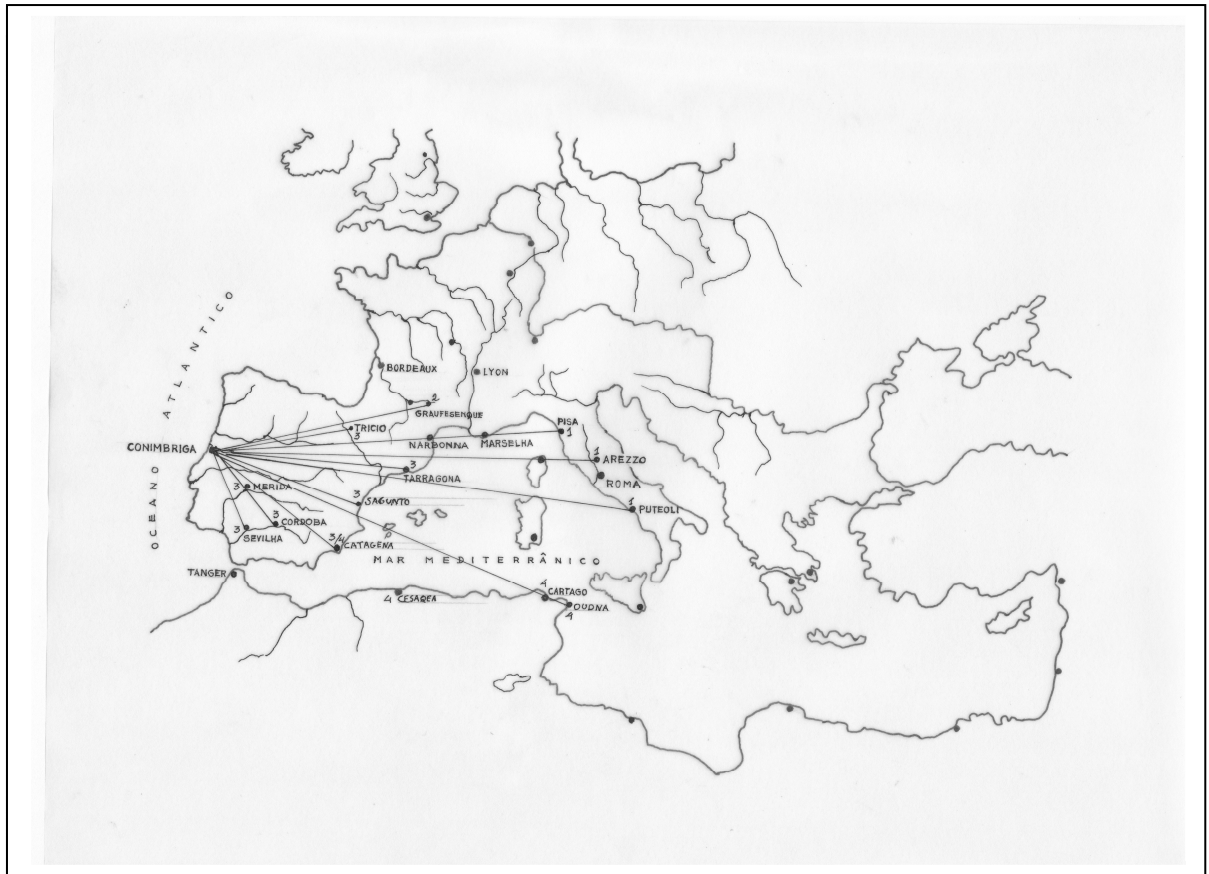 OCEANO ATLANTICO
BORDEAUX
LYON
2
GRAUFESENQUE
TRICIO
3
PISA
1
CONIMBRIGA
NARBONNA
MARSELHA
1
AREZZO
3
TARRAGONA
ROMA
3 MERIDA
3
SAGUNTO
1
PUTEOLI
3
CORDOBA
3
SEVILHA
3/4
CATAGENA
MAR MEDITERRÂNICO
TANGER
4 CESAREA
4
CARTAGO
OUDNA
4